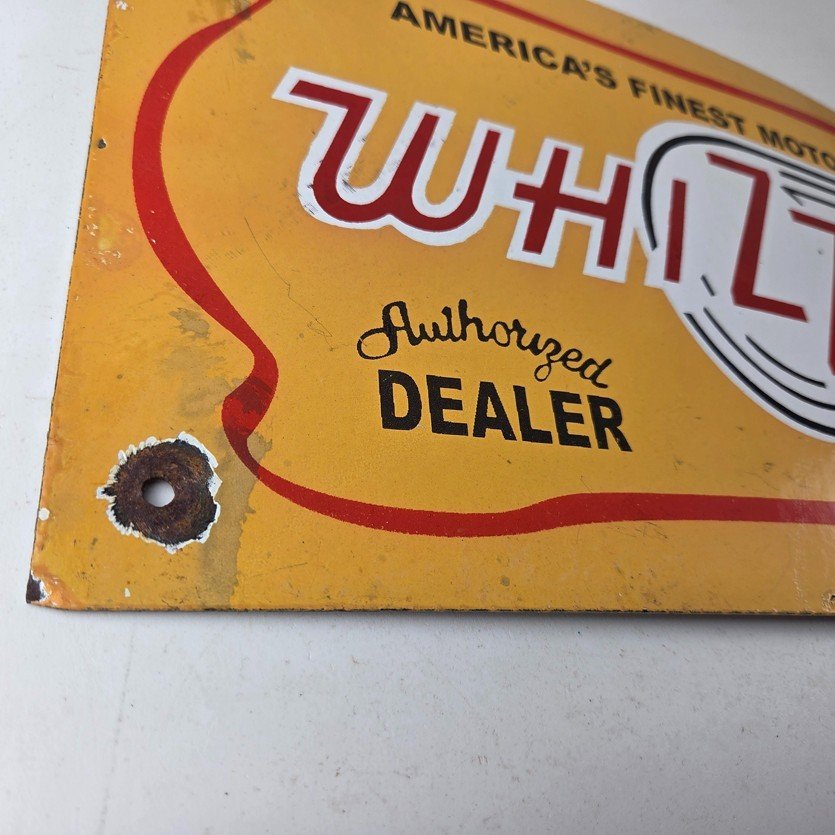 AMERICA'S FINEST MOTO
WHIZ
Authorized
DEALER